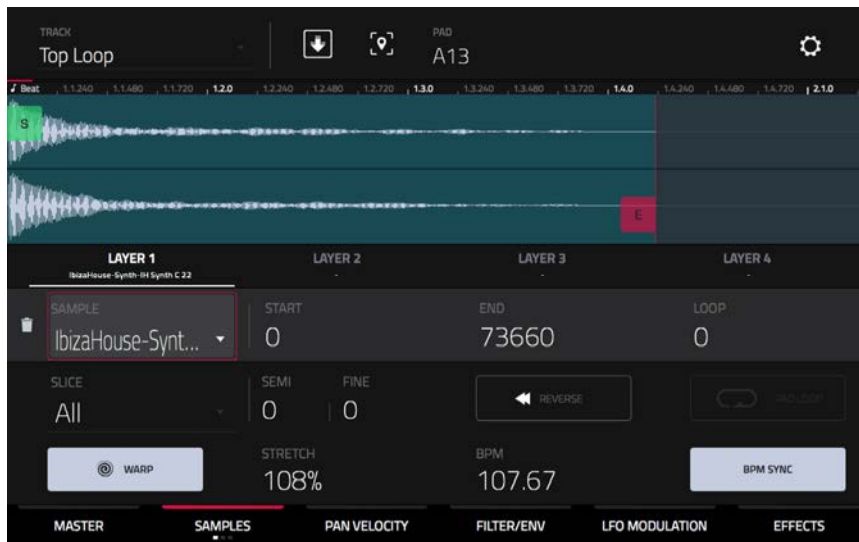 TRACK
Top Loop
PAD
A13
Beat 1.1.240 1.1.480 1.1.720 1.2.0 1.2.240 1.2.480 1.2.720 1.3.0 1.3.240 1.3.480 1.3.720 1.4.0 1.4.240 1.4.480 1.4.720 2.1.0
S
E
LAYER 1 LAYER 2 LAYER 3 LAYER 4
IbizaHouse-Synth-IH Synth C 22 - - -
SAMPLE START END LOOP
IbizaHouse-Synt... 0 73660 0
SLICE SEMI FINE
All 0 0
REVERSE PAD LOOP
WARP
STRETCH BPM
108% 107.67
BPM SYNC
MASTER SAMPLES PAN VELOCITY FILTER/ENV LFO MODULATION EFFECTS